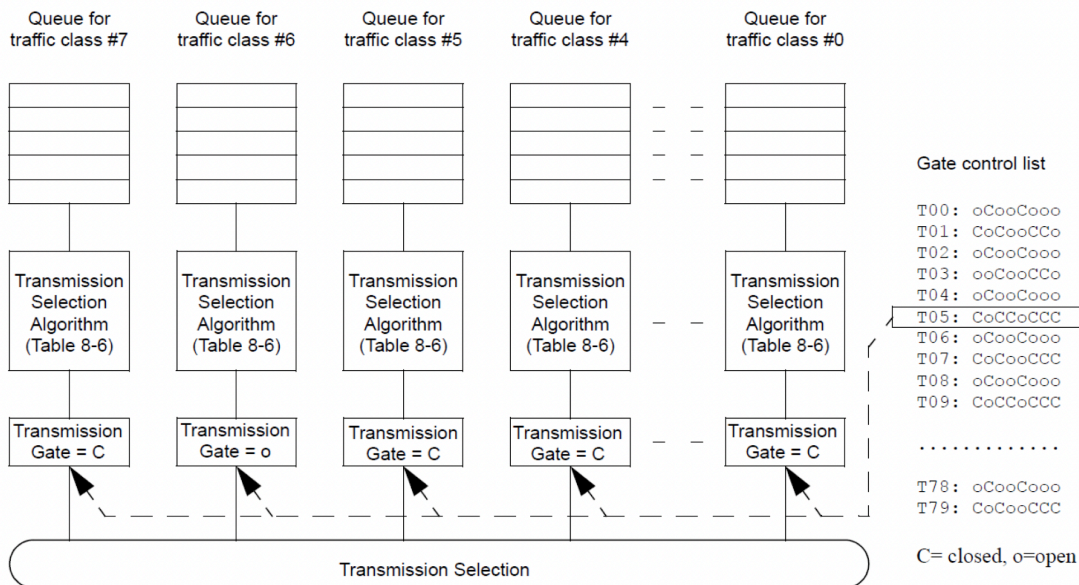 Queue for
traffic class #7
Queue for
traffic class #6
Queue for
traffic class #5
Queue for
traffic class #4
Queue for
traffic class #0
Transmission
Selection
Algorithm
(Table 8-6)
Transmission
Selection
Algorithm
(Table 8-6)
Transmission
Selection
Algorithm
(Table 8-6)
Transmission
Selection
Algorithm
(Table 8-6)
Transmission
Selection
Algorithm
(Table 8-6)
Transmission
Gate = C
Transmission
Gate = o
Transmission
Gate = C
Transmission
Gate = C
Transmission
Gate = C
Transmission Selection
Gate control list
T00: oCooCooo
T01: CoCooCCo
T02: oCooCooo
T03: ooCooCCo
T04: oCooCooo
T05: CoCCoCCC
T06: oCooCooo
T07: CoCooCCC
T08: oCooCooo
T09: CoCCoCCC
. . . . . . . . . . . . .
T78: oCooCooo
T79: CoCooCCC
C= closed, o=open